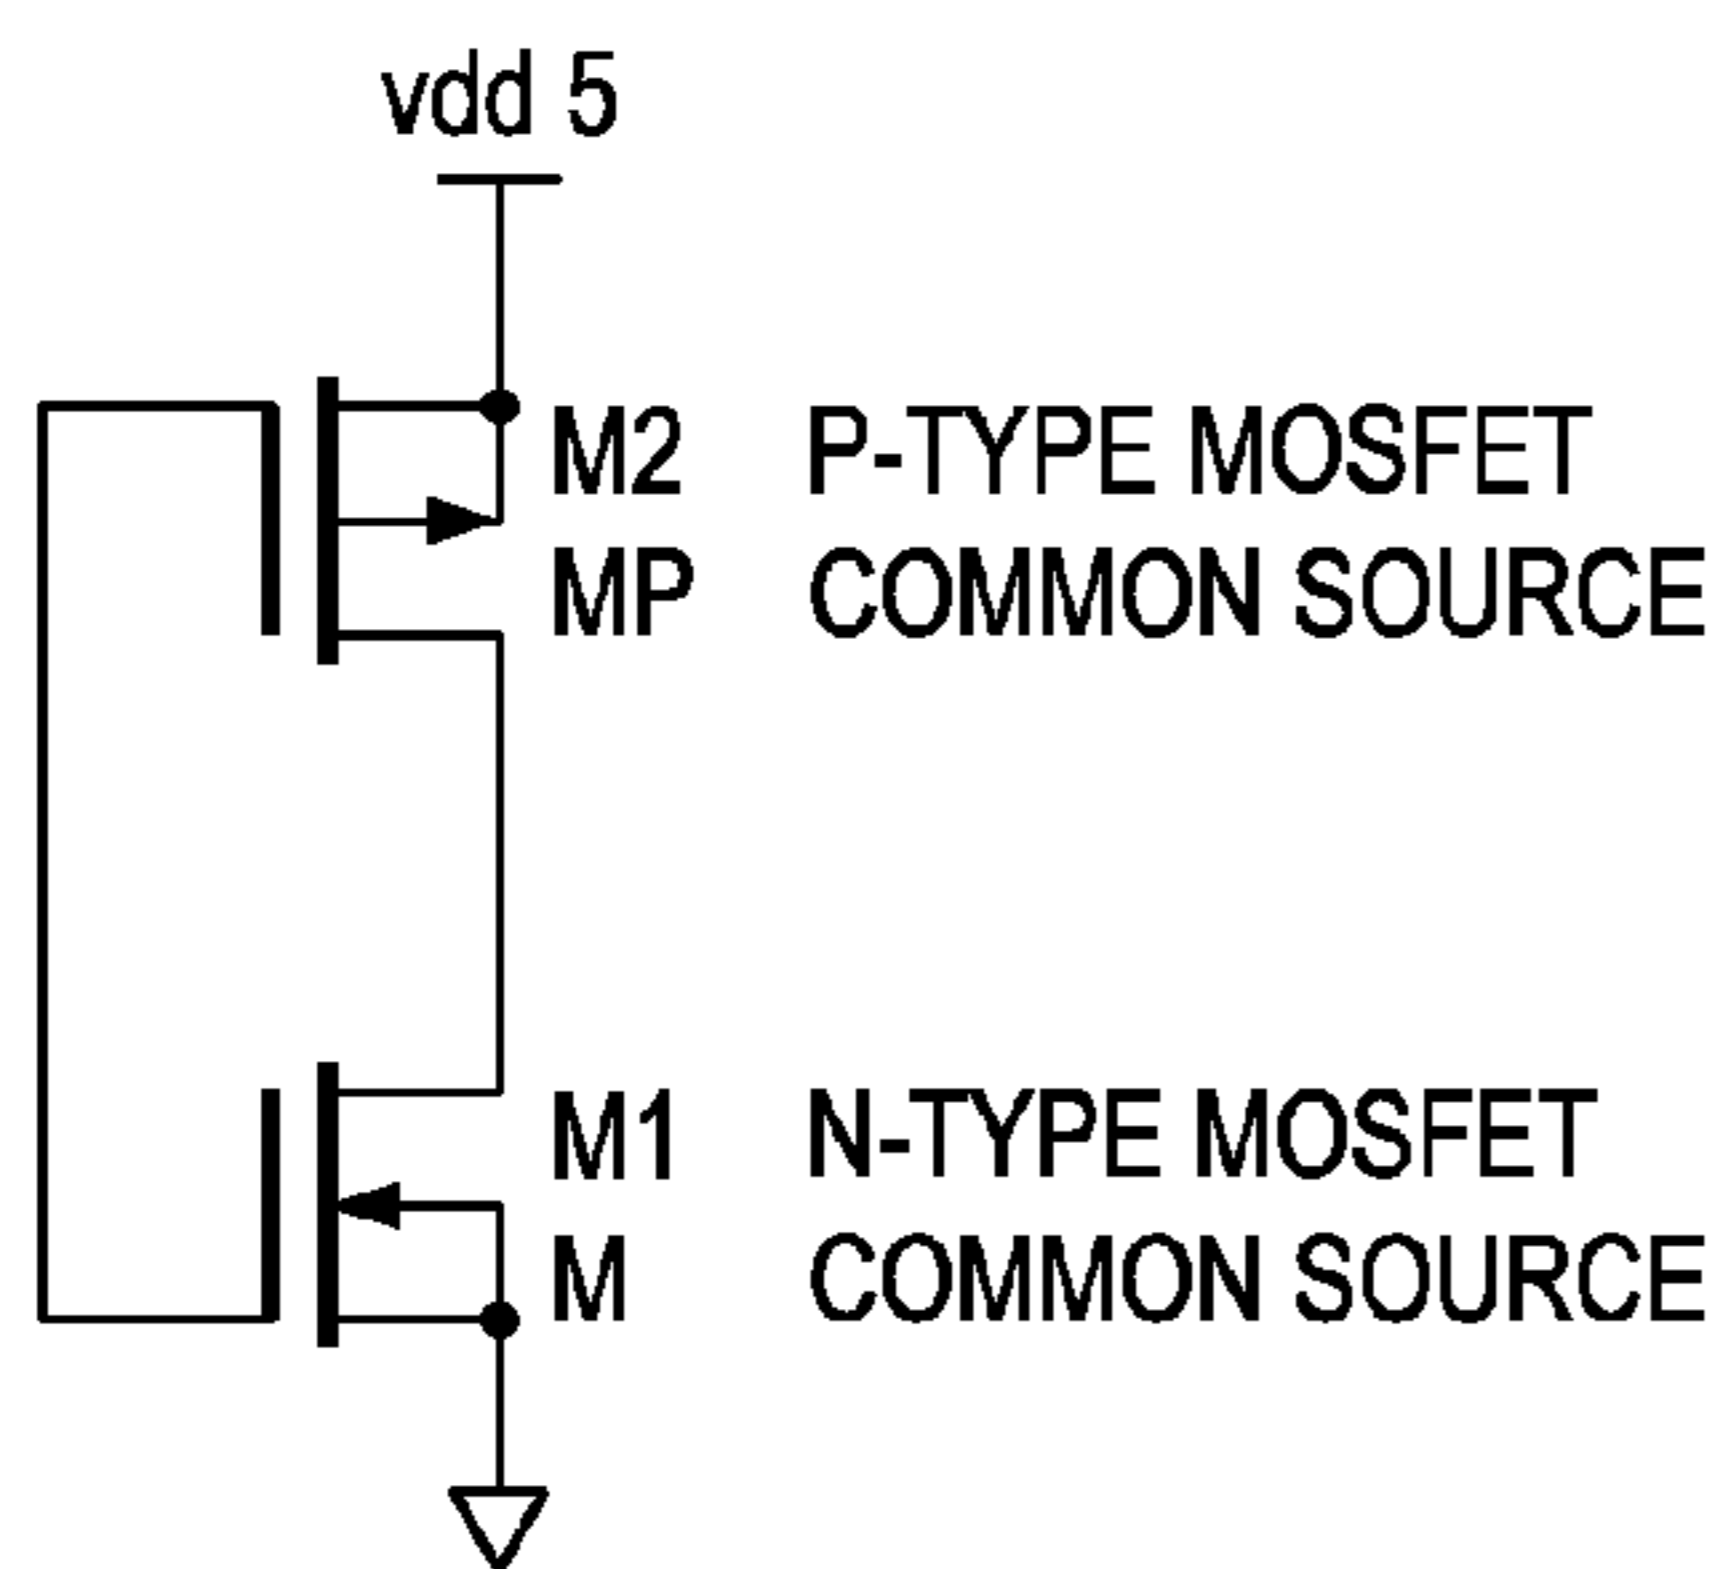 vdd 5
M2 P-TYPE MOSFET
MP COMMON SOURCE
M1 N-TYPE MOSFET
M COMMON SOURCE